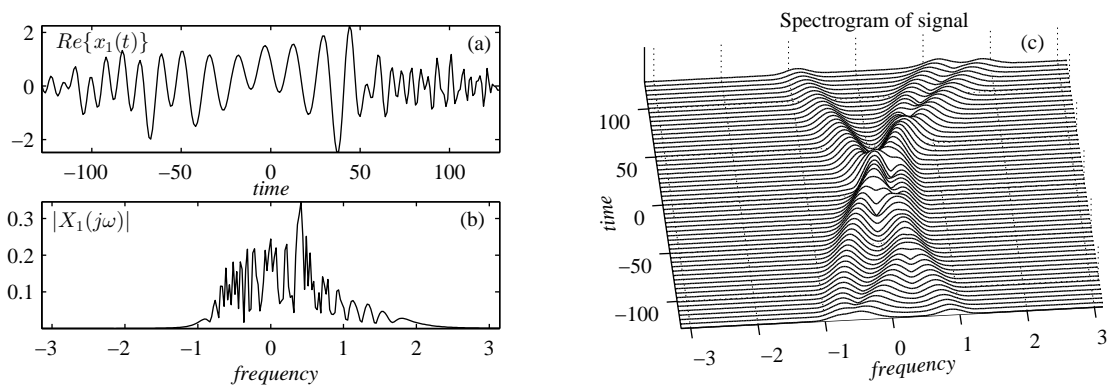 2
0
−2
Re{x₁(t)}
(a)
−100 −50 0 50 100
time
0.3
0.2
0.1
|X₁(jω)|
(b)
−3 −2 −1 0 1 2 3
frequency
Spectrogram of signal
(c)
100
50
0
−50
−100
time
−3 −2 −1 0 1 2 3
frequency